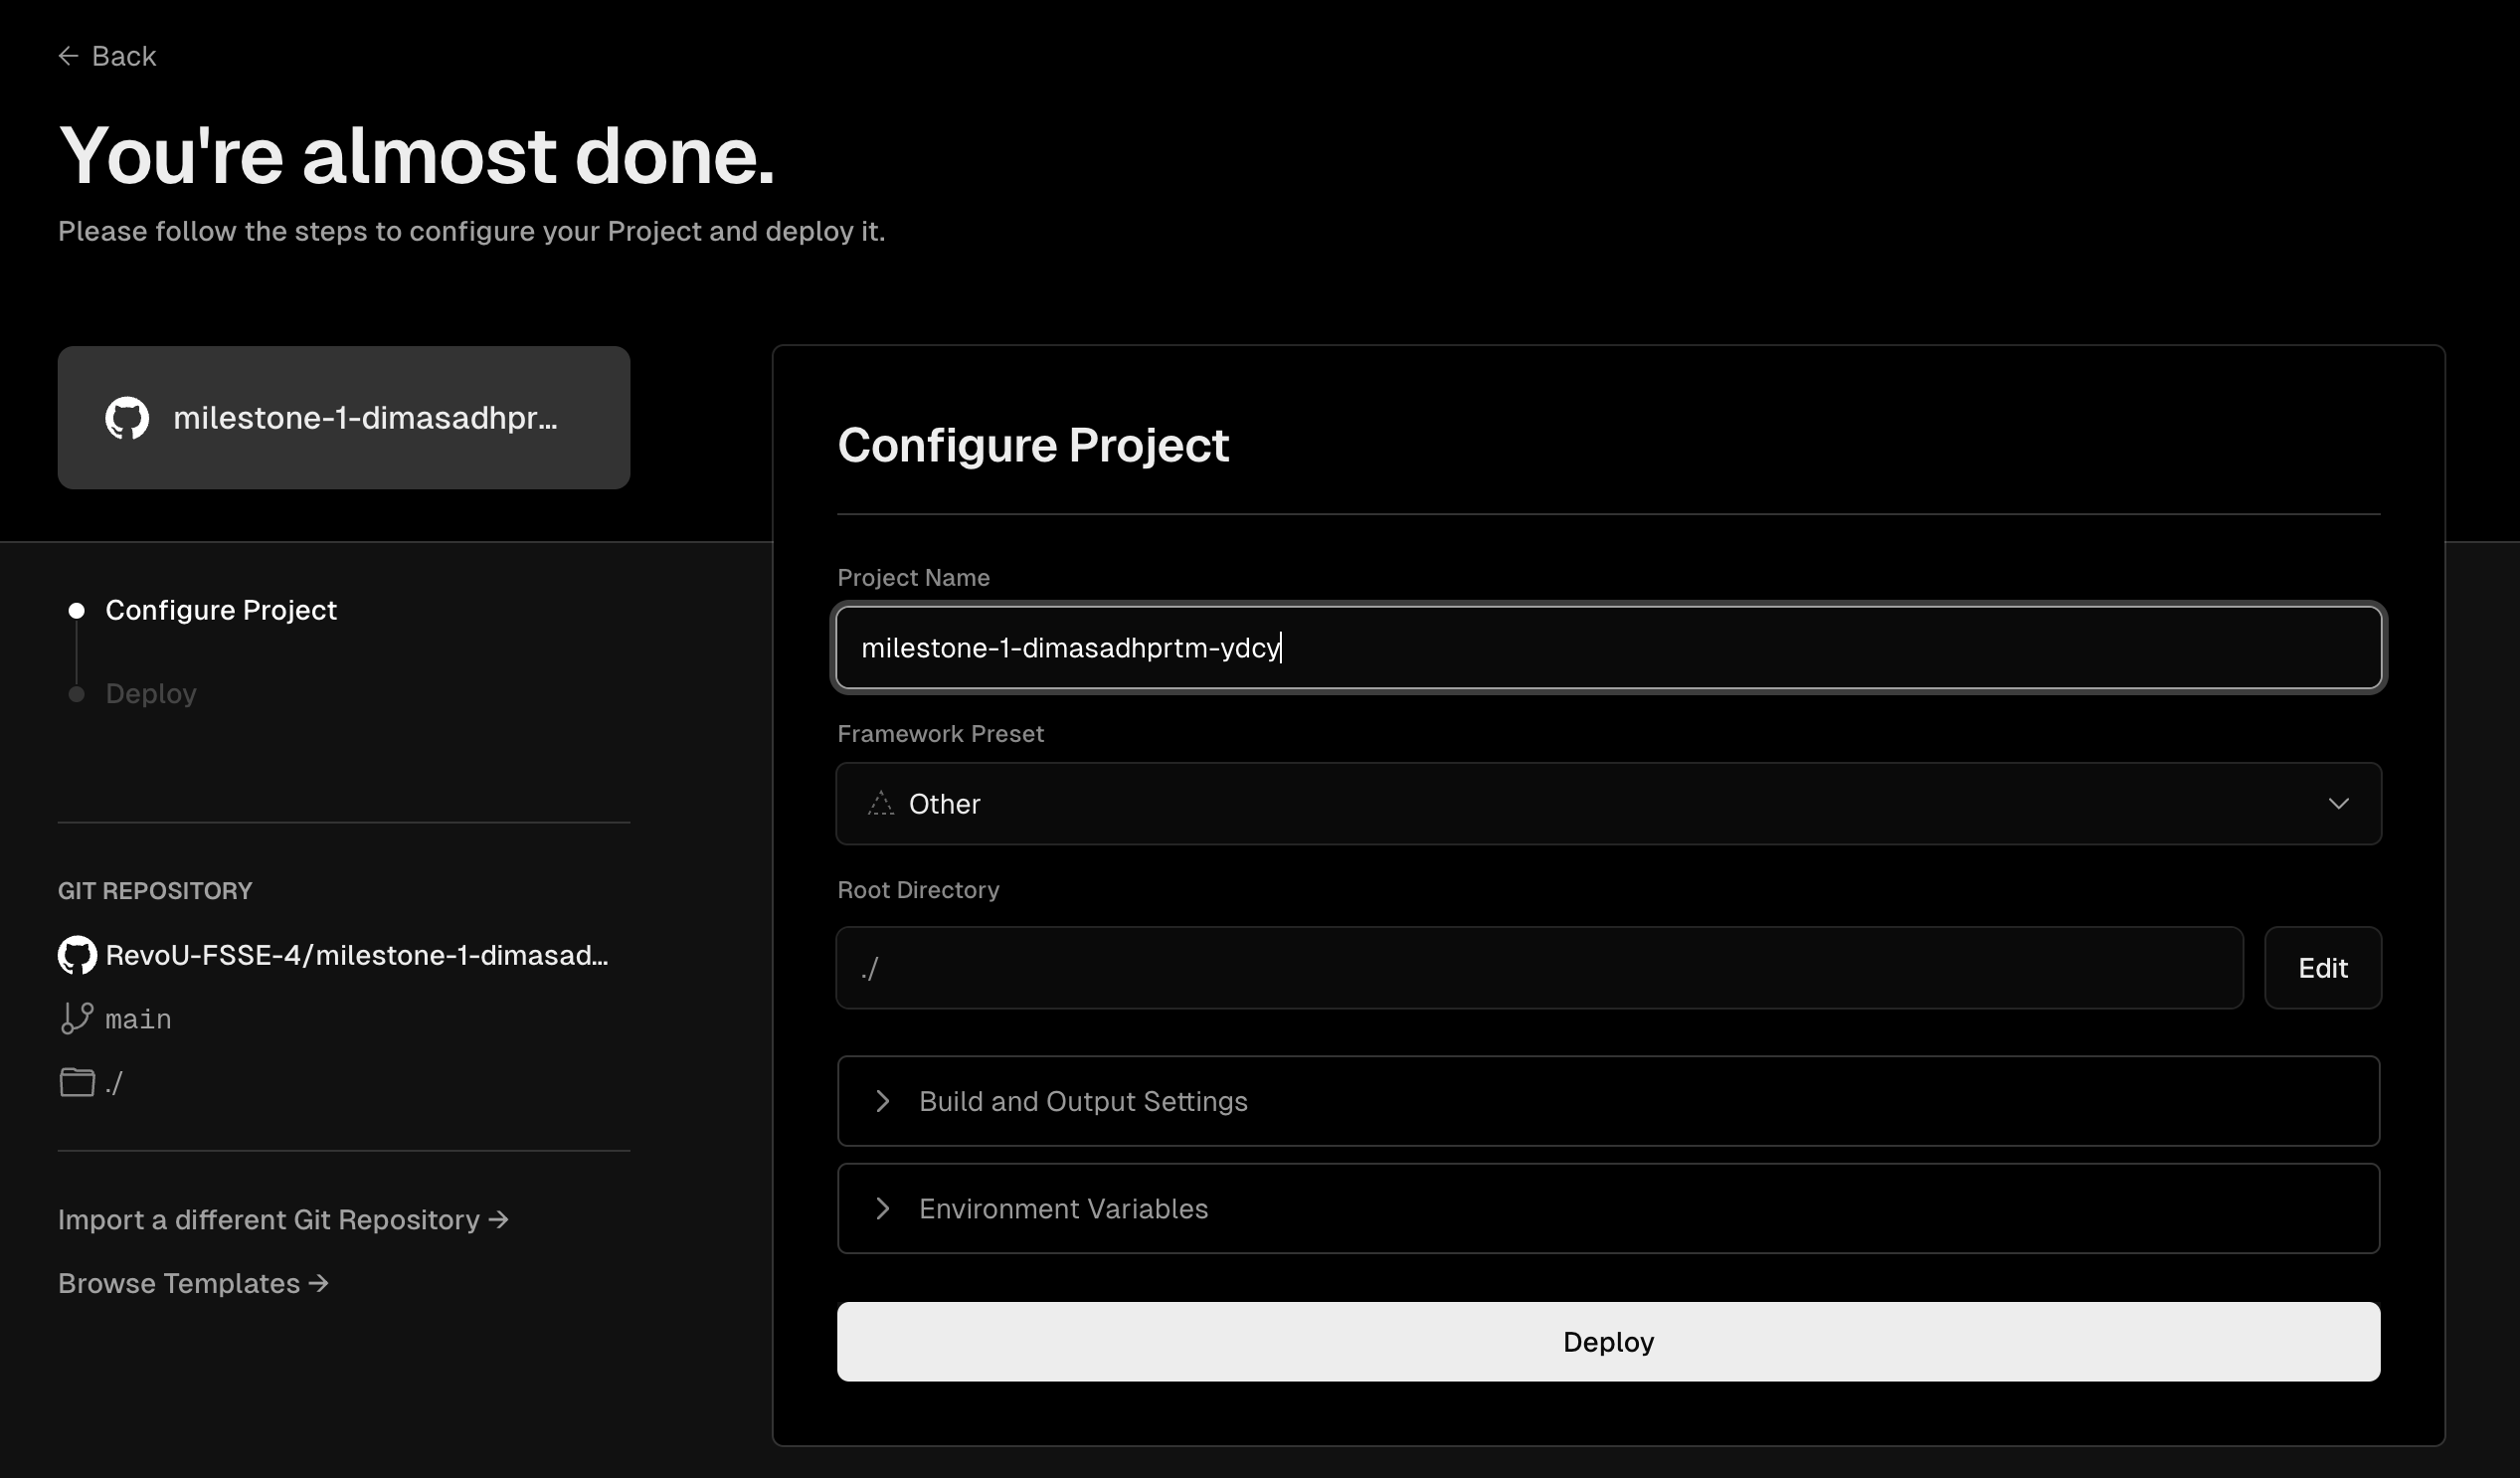 ← Back
You're almost done.
Please follow the steps to configure your Project and deploy it.
milestone-1-dimasadhpr...
Configure Project
Deploy
GIT REPOSITORY
RevoU-FSSE-4/milestone-1-dimasad...
main
./
Import a different Git Repository →
Browse Templates →
Configure Project
Project Name
milestone-1-dimasadhprtm-ydcy
Framework Preset
Other
Root Directory
./
Edit
Build and Output Settings
Environment Variables
Deploy